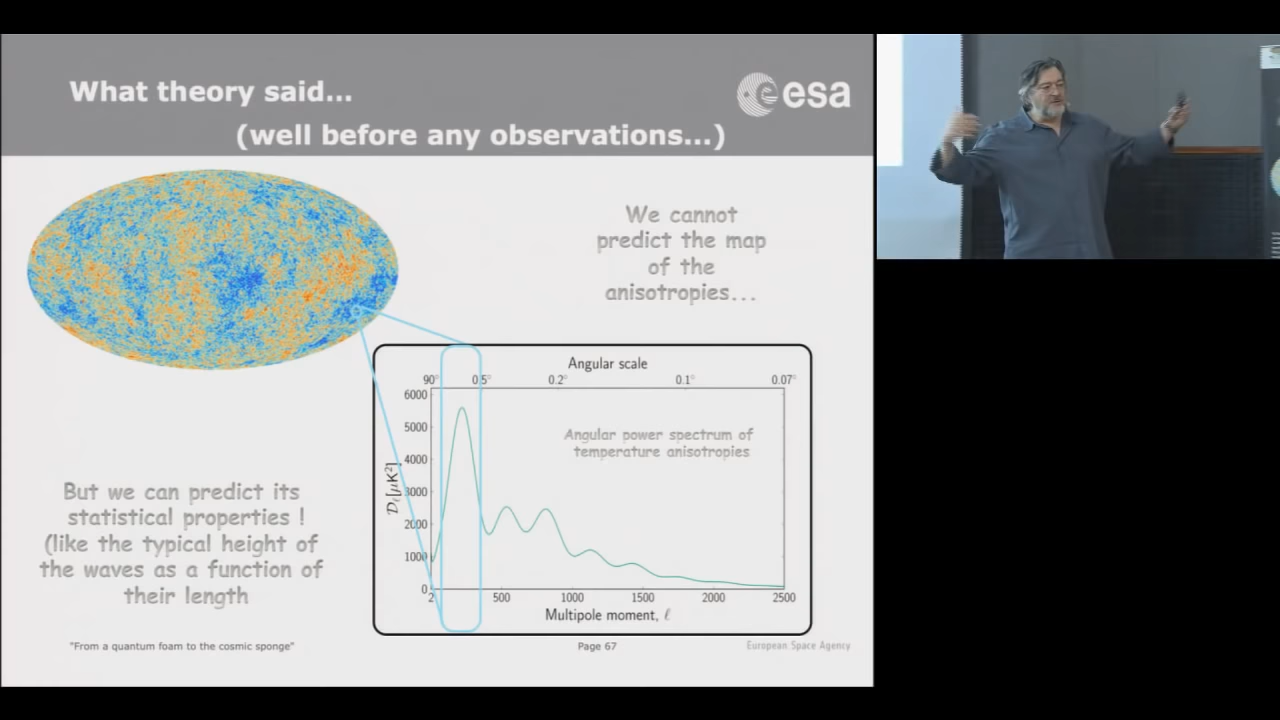 What theory said...
(well before any observations...)
esa
We cannot
predict the map
of the
anisotropies...
Angular scale
90° 0.5° 0.2° 0.1° 0.07°
6000
5000
4000
3000
2000
1000
0
𝒟ℓ[μK²]
Angular power spectrum of
temperature anisotropies
2 500 1000 1500 2000 2500
Multipole moment, ℓ
But we can predict its
statistical properties !
(like the typical height of
the waves as a function of
their length
"From a quantum foam to the cosmic sponge"
Page 67
European Space Agency